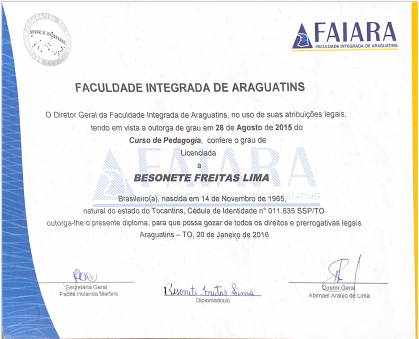 FAIARA
FACULDADE INTEGRADA DE ARAGUATINS
FACULDADE INTEGRADA DE ARAGUATINS
O Diretor Geral da Faculdade Integrada de Araguatins, no uso de suas atribuições legais,
tendo em vista a outorga de grau em 28 de Agosto de 2015 do
Curso de Pedagogia, confere o grau de
Licenciada
a
BESONETE FREITAS LIMA
Brasileiro(a), nascida em 14 de Novembro de 1965,
natural do estado do Tocantins, Cédula de Identidade n° 011.635 SSP/TO
outorga-lhe o presente diploma, para que possa gozar de todos os direitos e prerrogativas legais.
Araguatins – TO, 20 de Janeiro de 2016.
Secretária Geral
Holanda Martins
Lima
Diplomado(a)
Diretor Geral
Abimael Araújo de Lima